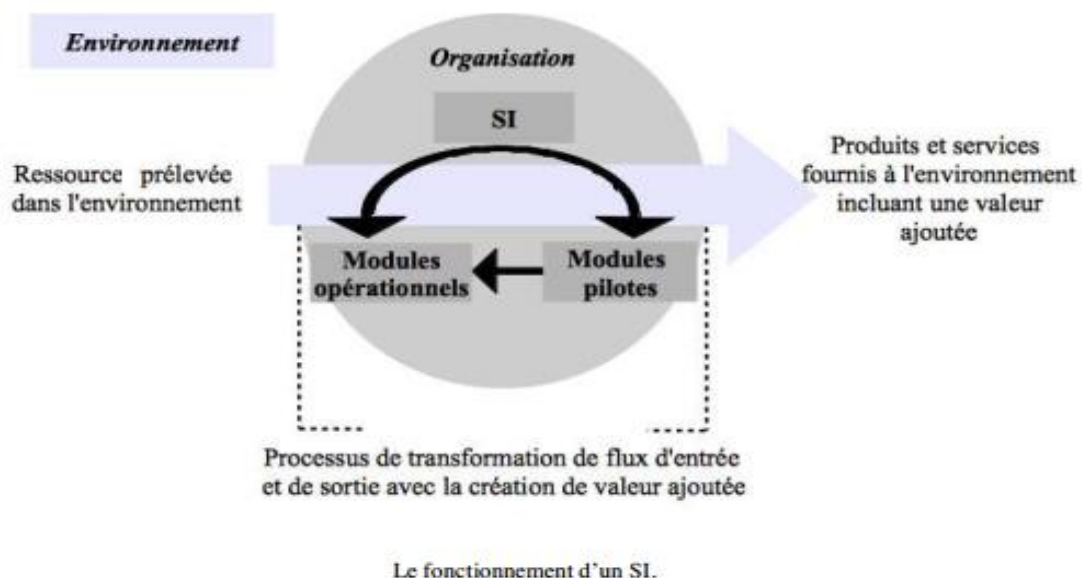 Environnement
Organisation
SI
Ressource prélevée
dans l'environnement
Produits et services
fournis à l'environnement
incluant une valeur
ajoutée
Modules
opérationnels
Modules
pilotes
Processus de transformation de flux d'entrée
et de sortie avec la création de valeur ajoutée
Le fonctionnement d'un SI.